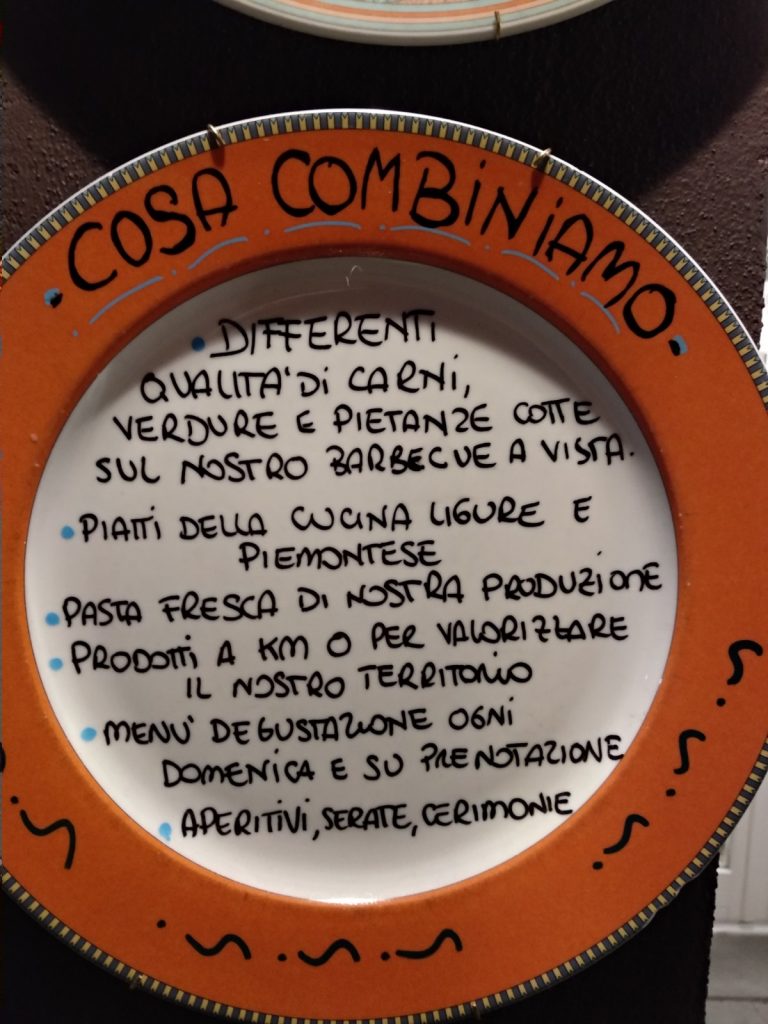 COSA COMBINIAMO
• DIFFERENTI
QUALITA' DI CARNI,
VERDURE E PIETANZE COTTE
SUL NOSTRO BARBECUE A VISTA.
• PIATTI DELLA CUCINA LIGURE E
PIEMONTESE
• PASTA FRESCA DI NOSTRA PRODUZIONE
• PRODOTTI A KM 0 PER VALORIZZARE
IL NOSTRO TERRITORIO
• MENU' DEGUSTAZIONE OGNI
DOMENICA E SU PRENOTAZIONE
• APERITIVI, SERATE, CERIMONIE